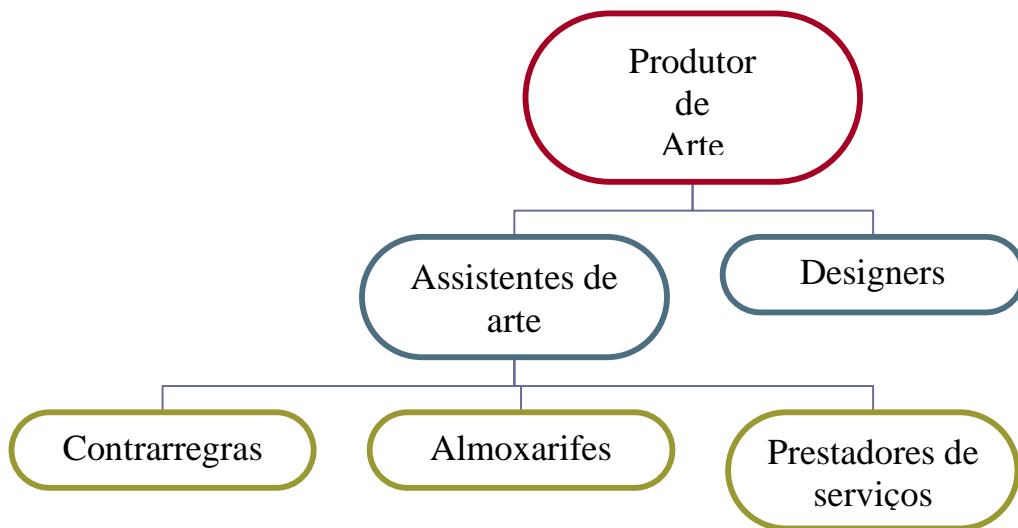 Produtor
de
Arte
Assistentes de
arte
Designers
Contrarregras
Almoxarifes
Prestadores de
serviços